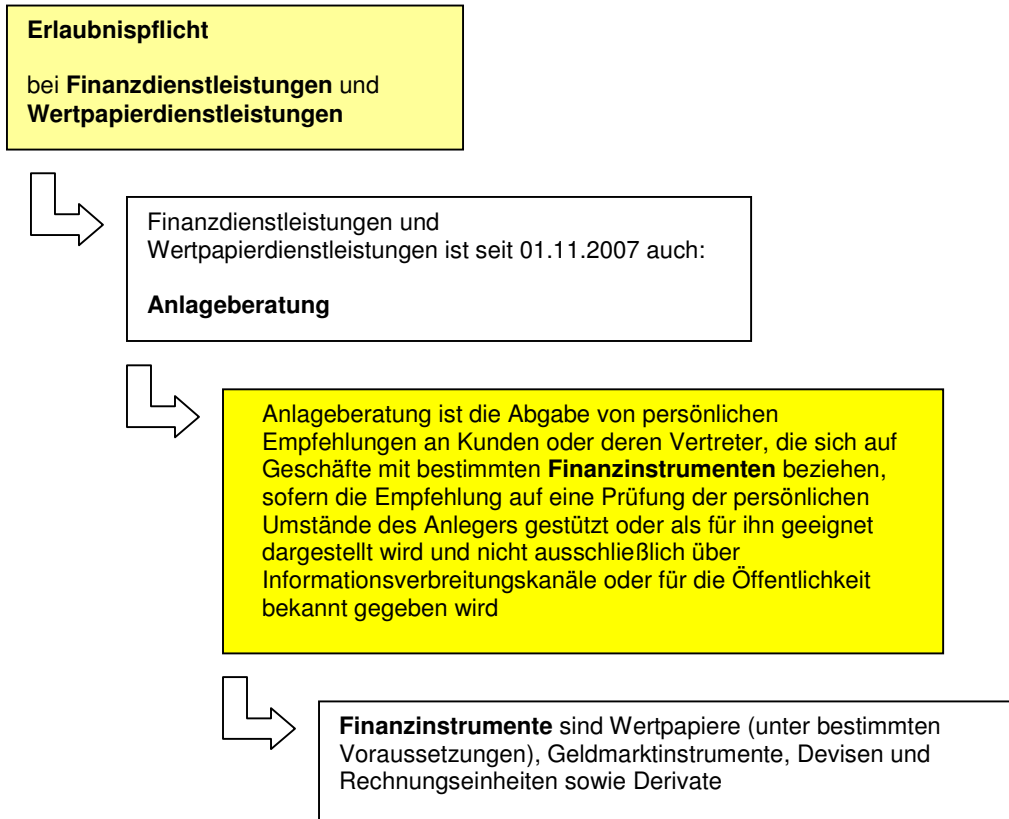 Erlaubnispflicht
bei Finanzdienstleistungen und
Wertpapierdienstleistungen
Finanzdienstleistungen und
Wertpapierdienstleistungen ist seit 01.11.2007 auch:
Anlageberatung
Anlageberatung ist die Abgabe von persönlichen
Empfehlungen an Kunden oder deren Vertreter, die sich auf
Geschäfte mit bestimmten Finanzinstrumenten beziehen,
sofern die Empfehlung auf eine Prüfung der persönlichen
Umstände des Anlegers gestützt oder als für ihn geeignet
dargestellt wird und nicht ausschließlich über
Informationsverbreitungskanäle oder für die Öffentlichkeit
bekannt gegeben wird
Finanzinstrumente sind Wertpapiere (unter bestimmten
Voraussetzungen), Geldmarktinstrumente, Devisen und
Rechnungseinheiten sowie Derivate